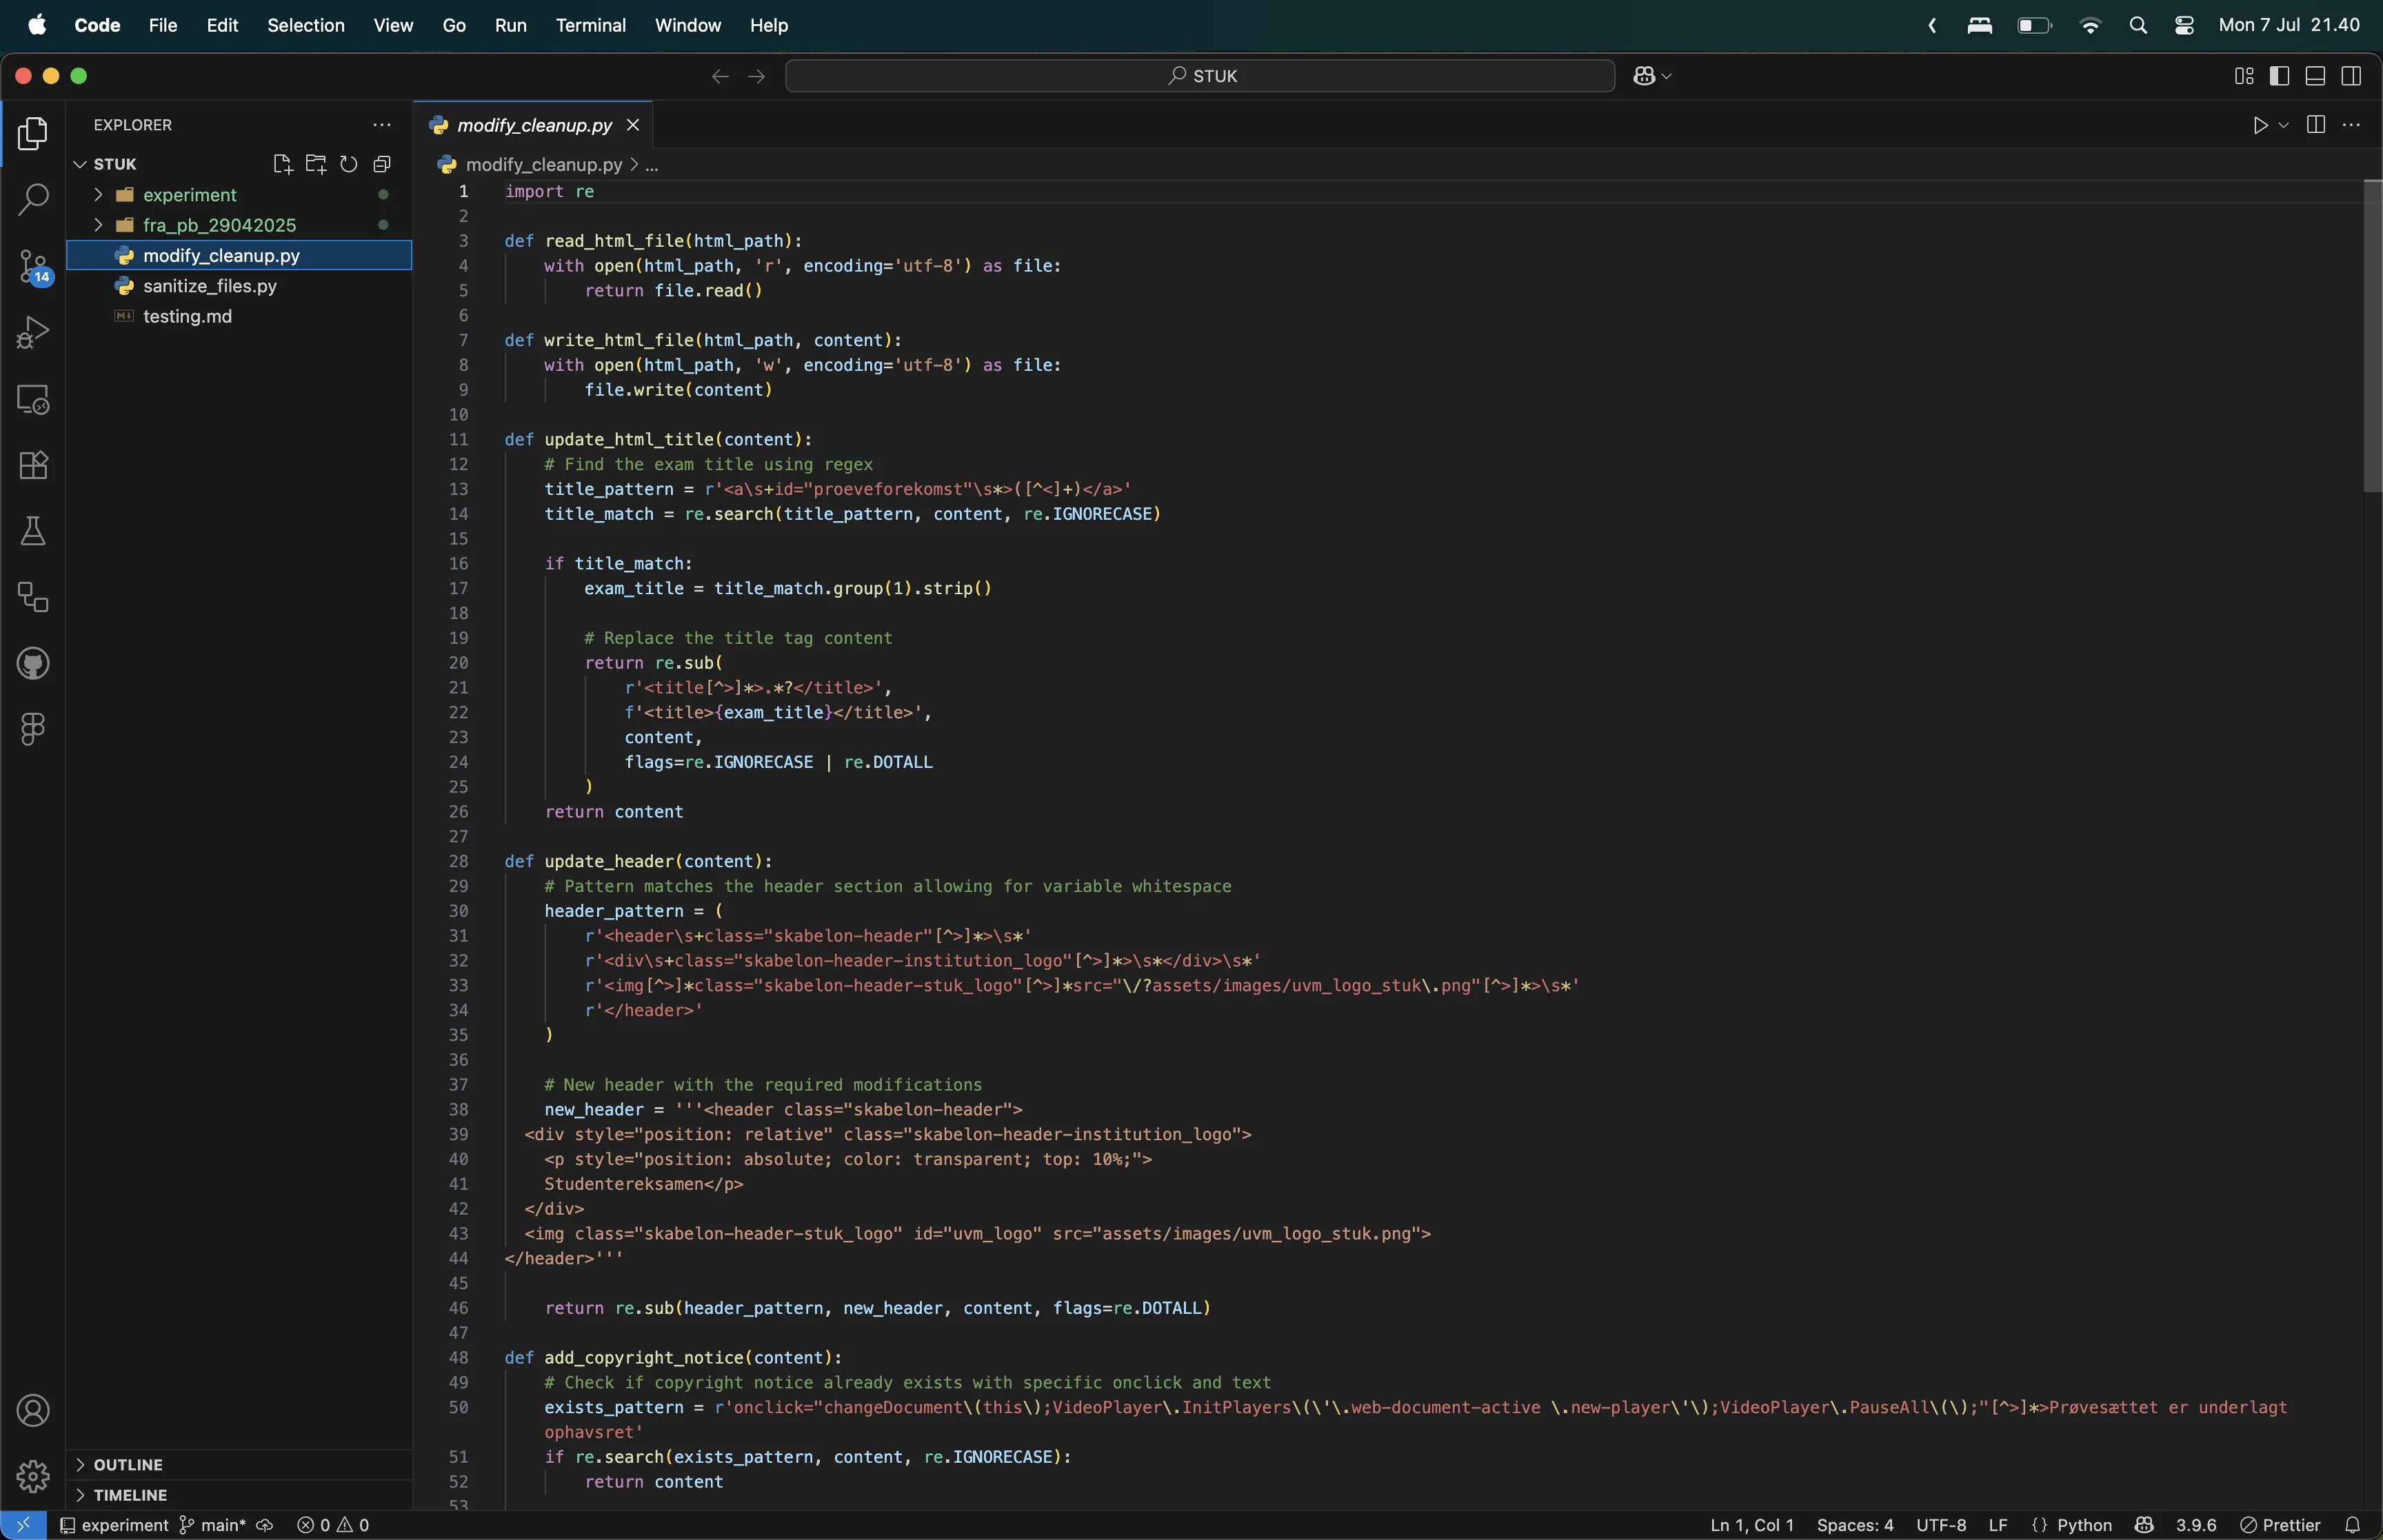 Code File Edit Selection View Go Run Terminal Window Help Mon 7 Jul 21.40
STUK
EXPLORER
STUK
experiment
fra_pb_29042025
modify_cleanup.py
sanitize_files.py
testing.md
14
OUTLINE
TIMELINE
modify_cleanup.py
modify_cleanup.py > ...
1 import re
2
3 def read_html_file(html_path):
4     with open(html_path, 'r', encoding='utf-8') as file:
5         return file.read()
6
7 def write_html_file(html_path, content):
8     with open(html_path, 'w', encoding='utf-8') as file:
9         file.write(content)
10
11 def update_html_title(content):
12     # Find the exam title using regex
13     title_pattern = r'<a\s+id="proeveforekomst"\s*>([^<]+)</a>'
14     title_match = re.search(title_pattern, content, re.IGNORECASE)
15
16     if title_match:
17         exam_title = title_match.group(1).strip()
18
19         # Replace the title tag content
20         return re.sub(
21             r'<title[^>]*>.*?</title>',
22             f'<title>{exam_title}</title>',
23             content,
24             flags=re.IGNORECASE | re.DOTALL
25         )
26     return content
27
28 def update_header(content):
29     # Pattern matches the header section allowing for variable whitespace
30     header_pattern = (
31         r'<header\s+class="skabelon-header"[^>]*>\s*'
32         r'<div\s+class="skabelon-header-institution_logo"[^>]*>\s*</div>\s*'
33         r'<img[^>]*class="skabelon-header-stuk_logo"[^>]*src="\/?assets/images/uvm_logo_stuk\.png"[^>]*>\s*'
34         r'</header>'
35     )
36
37     # New header with the required modifications
38     new_header = '''<header class="skabelon-header">
39   <div style="position: relative" class="skabelon-header-institution_logo">
40     <p style="position: absolute; color: transparent; top: 10%;">
41     Studentereksamen</p>
42   </div>
43   <img class="skabelon-header-stuk_logo" id="uvm_logo" src="assets/images/uvm_logo_stuk.png">
44 </header>'''
45
46     return re.sub(header_pattern, new_header, content, flags=re.DOTALL)
47
48 def add_copyright_notice(content):
49     # Check if copyright notice already exists with specific onclick and text
50     exists_pattern = r'onclick="changeDocument\(this\);VideoPlayer\.InitPlayers\(\'\.web-document-active \.new-player\'\);VideoPlayer\.PauseAll\(\);"[^>]*>Prøvesættet er underlagt
ophavsret'
51     if re.search(exists_pattern, content, re.IGNORECASE):
52         return content
53
experiment main* 0 0 Ln 1, Col 1 Spaces: 4 UTF-8 LF {} Python 3.9.6 Prettier